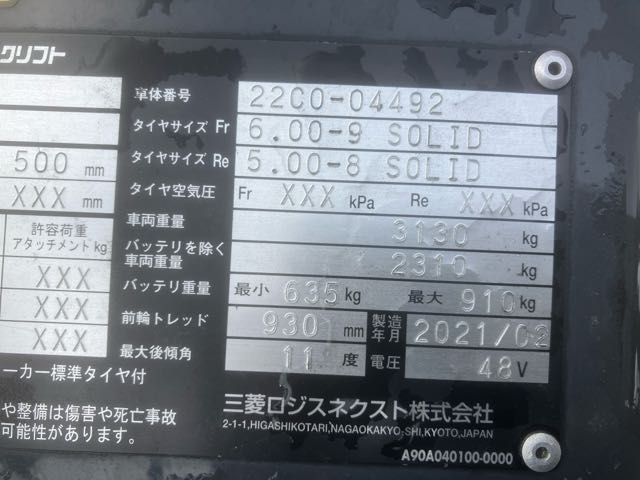 クリフト
車体番号 22C0-04492
タイヤサイズ Fr 6.00-9 SOLID
500 mm タイヤサイズ Re 5.00-8 SOLID
XXX mm タイヤ空気圧 Fr XXX kPa Re XXX kPa
許容荷重 車両重量 3130 kg
アタッチメント kg バッテリを除く車両重量 2310 kg
XXX バッテリ重量 最小 635 kg 最大 910 kg
XXX 前輪トレッド 930 mm 製造年月 2021/02
XXX 最大後傾角 11 度 電圧 48 V
ーカー標準タイヤ付
や整備は傷害や死亡事故
可能性があります。
三菱ロジスネクスト株式会社
2-1-1,HIGASHIKOTARI,NAGAOKAKYO-SHI,KYOTO,JAPAN
A90A040100-0000